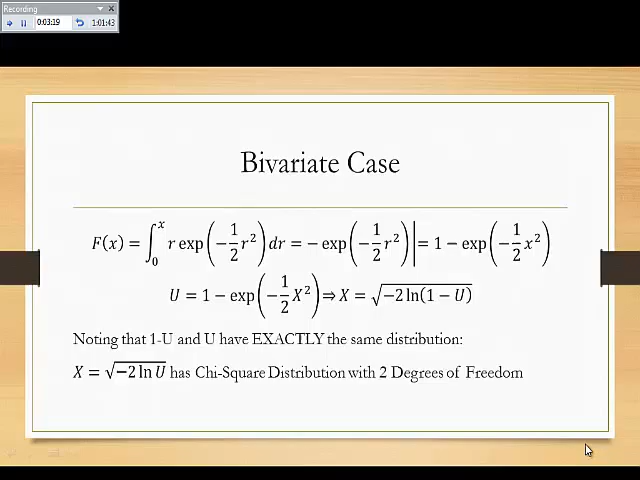 Recording
0:03:19
1:01:43
Bivariate Case
F(x) = ∫₀ˣ r exp(−½r²) dr = −exp(−½r²)| = 1 − exp(−½x²)
U = 1 − exp(−½X²) ⇒ X = √(−2 ln(1 − U))
Noting that 1-U and U have EXACTLY the same distribution:
X = √(−2 ln U) has Chi-Square Distribution with 2 Degrees of Freedom